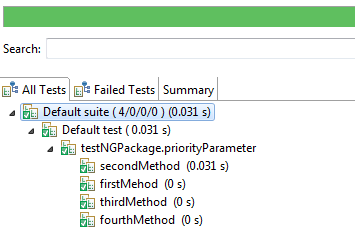 Search:
All Tests Failed Tests Summary
Default suite ( 4/0/0/0 ) (0.031 s)
Default test ( 0.031 s)
testNGPackage.priorityParameter
secondMethod (0.031 s)
firstMehod (0 s)
thirdMethod (0 s)
fourthMethod (0 s)